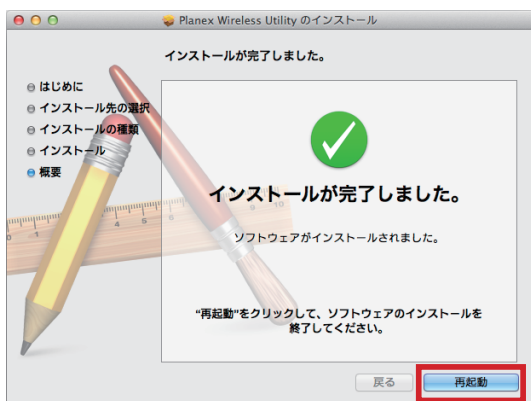 Planex Wireless Utility のインストール
インストールが完了しました。
はじめに
インストール先の選択
インストールの種類
インストール
概要
インストールが完了しました。
ソフトウェアがインストールされました。
“再起動”をクリックして、ソフトウェアのインストールを
終了してください。
戻る
再起動